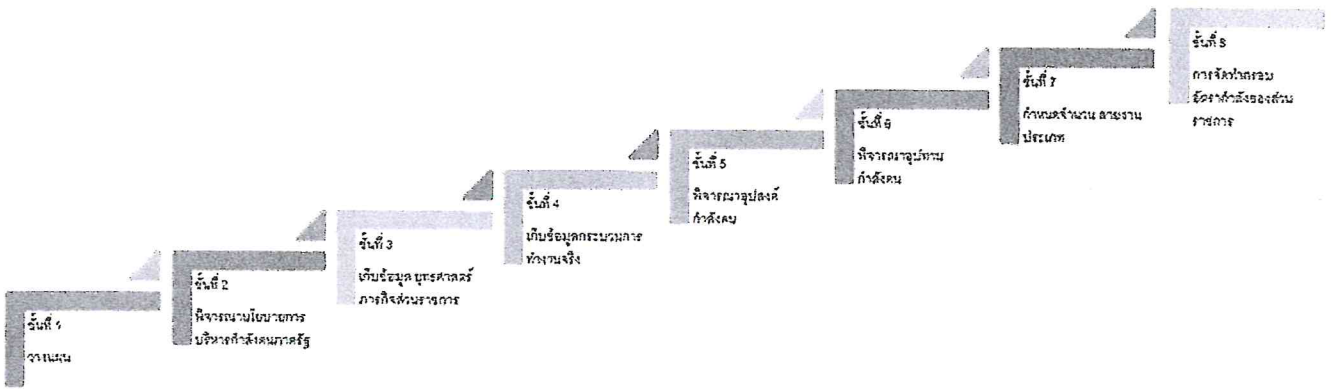 ขั้นที่ 1
วางแผน
ขั้นที่ 2
พิจารณานโยบายการ
บริหารกำลังคนภาครัฐ
ขั้นที่ 3
เก็บข้อมูล ยุทธศาสตร์
ภารกิจส่วนราชการ
ขั้นที่ 4
เก็บข้อมูลกระบวนการ
ทำงานจริง
ขั้นที่ 5
พิจารณาอุปสงค์
กำลังคน
ขั้นที่ 6
พิจารณาอุปทาน
กำลังคน
ขั้นที่ 7
กำหนดจำนวน สายงาน
ประเภท
ขั้นที่ 8
การจัดทำกรอบ
อัตรากำลังของส่วน
ราชการ